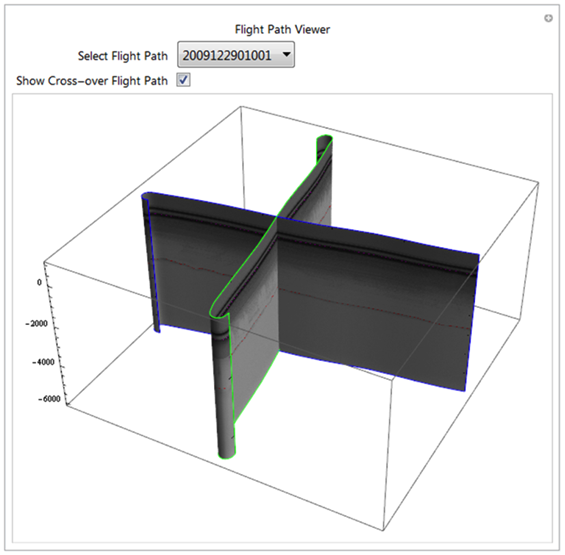 Flight Path Viewer
Select Flight Path 2009122901001
Show Cross-over Flight Path
0
-2000
-4000
-6000